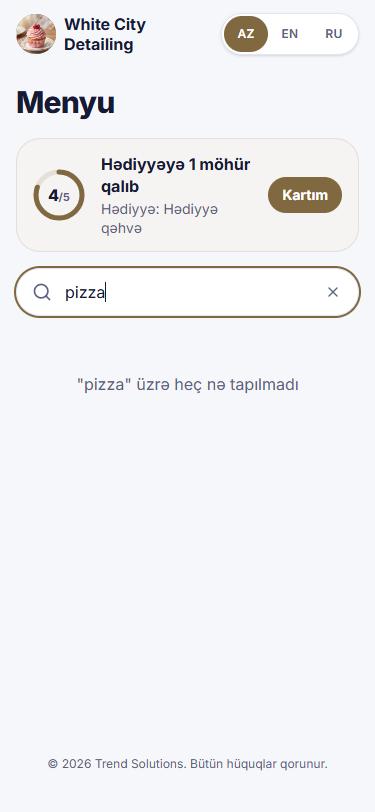 White City
Detailing
AZ EN RU
Menyu
4/5
Hədiyyəyə 1 möhür
qalıb
Hədiyyə: Hədiyyə
qəhvə
Kartım
pizza
"pizza" üzrə heç nə tapılmadı
© 2026 Trend Solutions. Bütün hüquqlar qorunur.